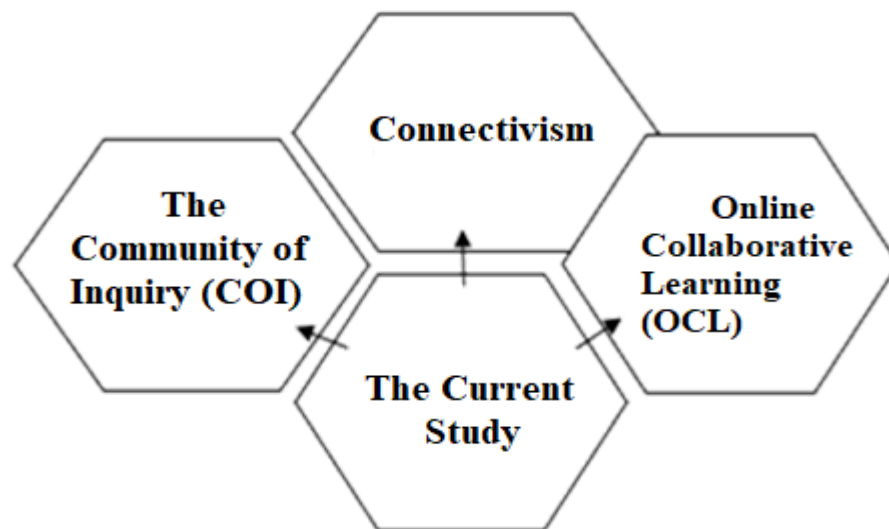 Connectivism
The
Community of
Inquiry (COI)
Online
Collaborative
Learning
(OCL)
The Current
Study